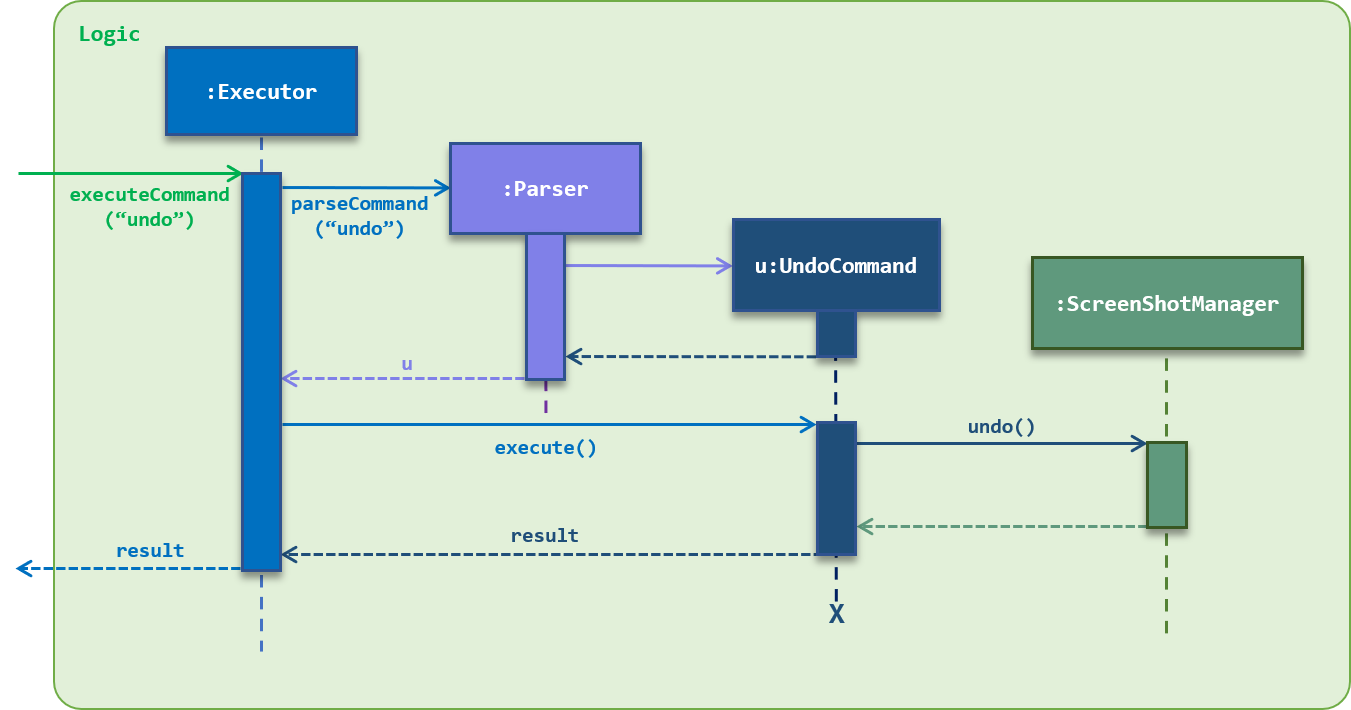 Logic
:Executor
executeCommand
(“undo”)
parseCommand
(“undo”)
:Parser
u:UndoCommand
:ScreenShotManager
u
execute()
undo()
result
result
X